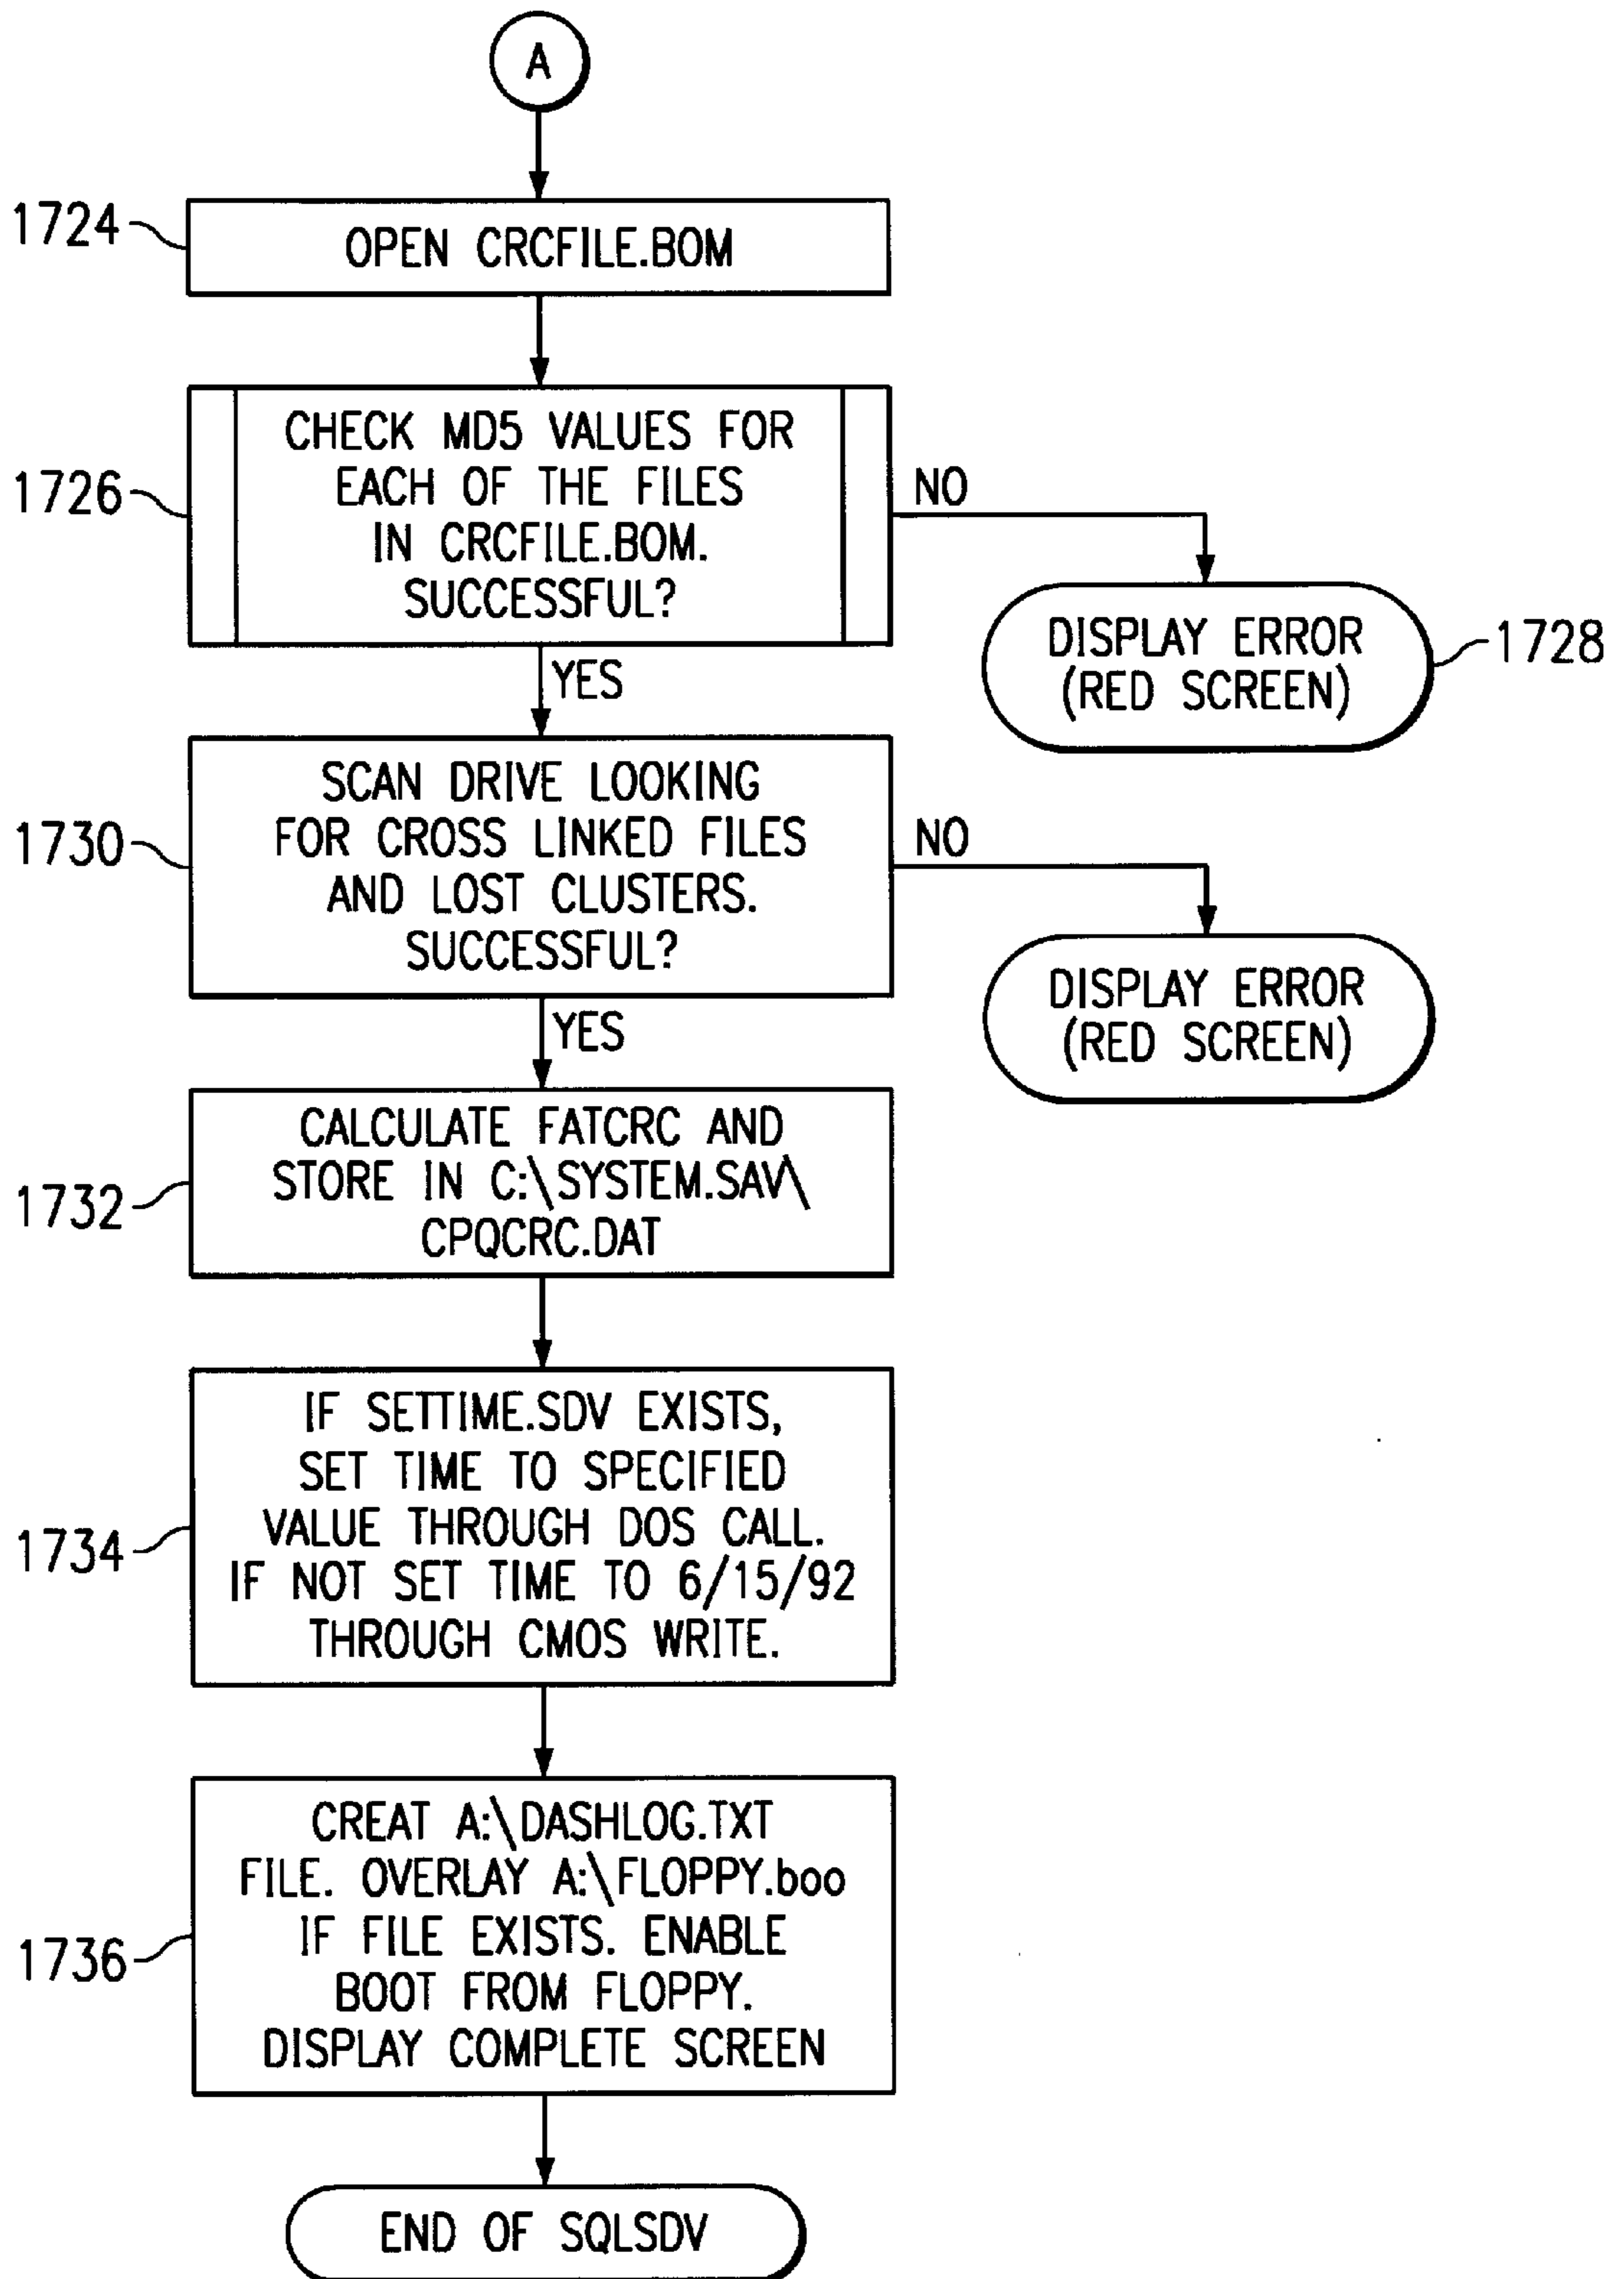 A
1724
OPEN CRCFILE.BOM
1726
CHECK MD5 VALUES FOR
EACH OF THE FILES
IN CRCFILE.BOM.
SUCCESSFUL?
NO
DISPLAY ERROR
(RED SCREEN)
1728
YES
1730
SCAN DRIVE LOOKING
FOR CROSS LINKED FILES
AND LOST CLUSTERS.
SUCCESSFUL?
NO
DISPLAY ERROR
(RED SCREEN)
YES
1732
CALCULATE FATCRC AND
STORE IN C:\SYSTEM.SAV\
CPQCRC.DAT
1734
IF SETTIME.SDV EXISTS,
SET TIME TO SPECIFIED
VALUE THROUGH DOS CALL.
IF NOT SET TIME TO 6/15/92
THROUGH CMOS WRITE.
1736
CREAT A:\DASHLOG.TXT
FILE. OVERLAY A:\FLOPPY.boo
IF FILE EXISTS. ENABLE
BOOT FROM FLOPPY.
DISPLAY COMPLETE SCREEN
END OF SQLSDV